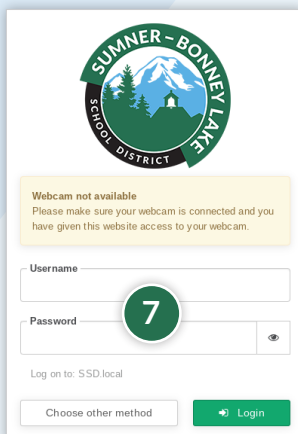 SUMNER – BONNEY LAKE
SCHOOL DISTRICT
Webcam not available
Please make sure your webcam is connected and you
have given this website access to your webcam.
Username
7
Password
Log on to: SSD.local
Choose other method
Login